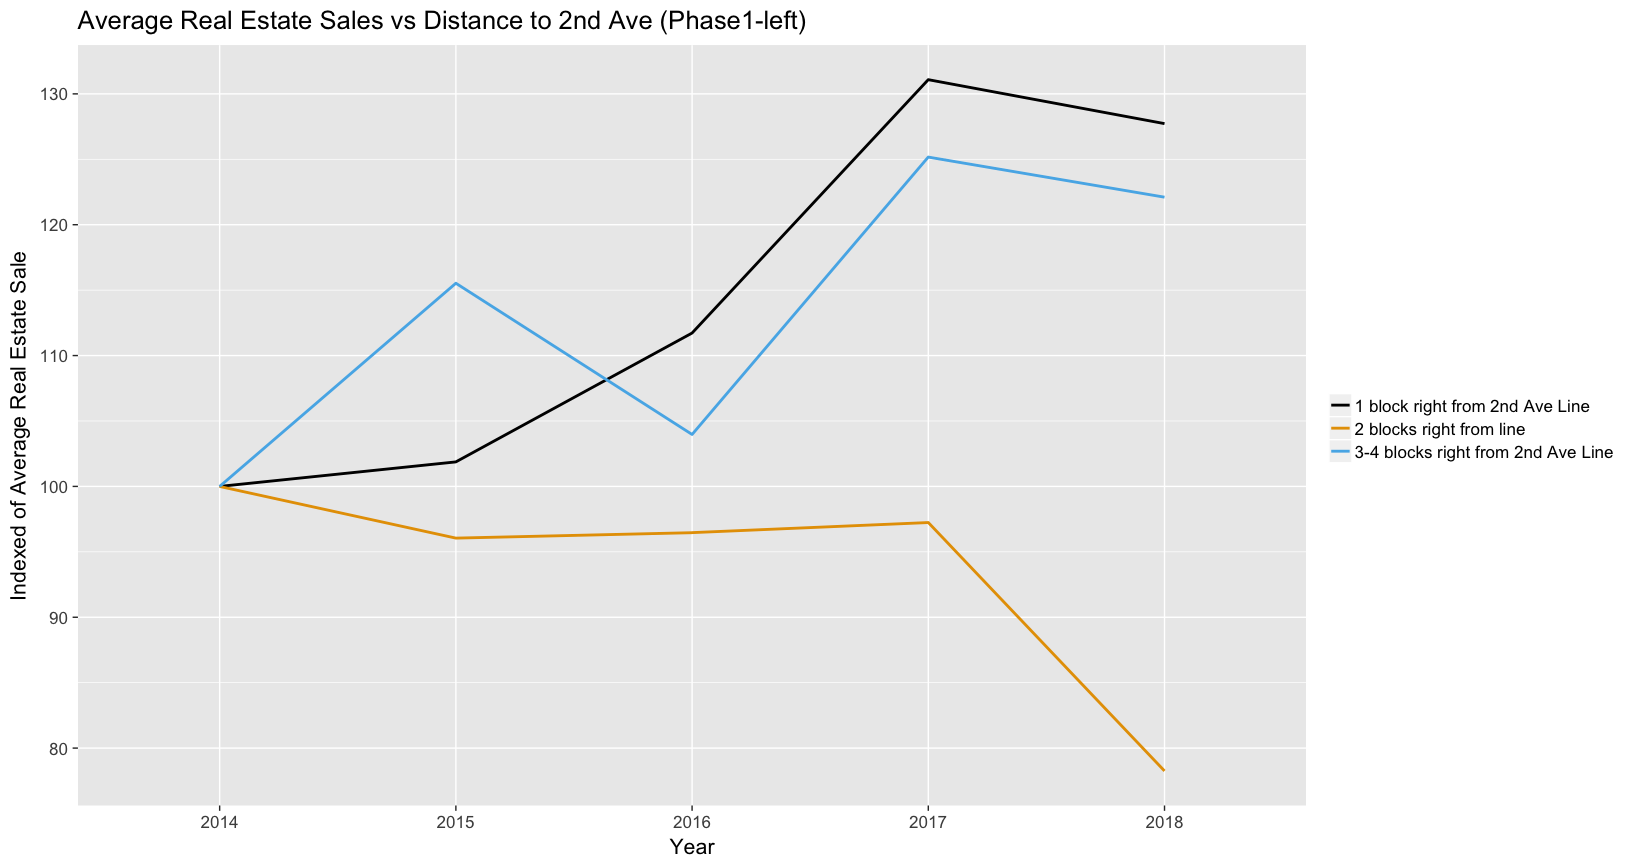 Average Real Estate Sales vs Distance to 2nd Ave (Phase1-left)
Indexed of Average Real Estate Sale
130
120
110
100
90
80
2014 2015 2016 2017 2018
Year
1 block right from 2nd Ave Line
2 blocks right from line
3-4 blocks right from 2nd Ave Line